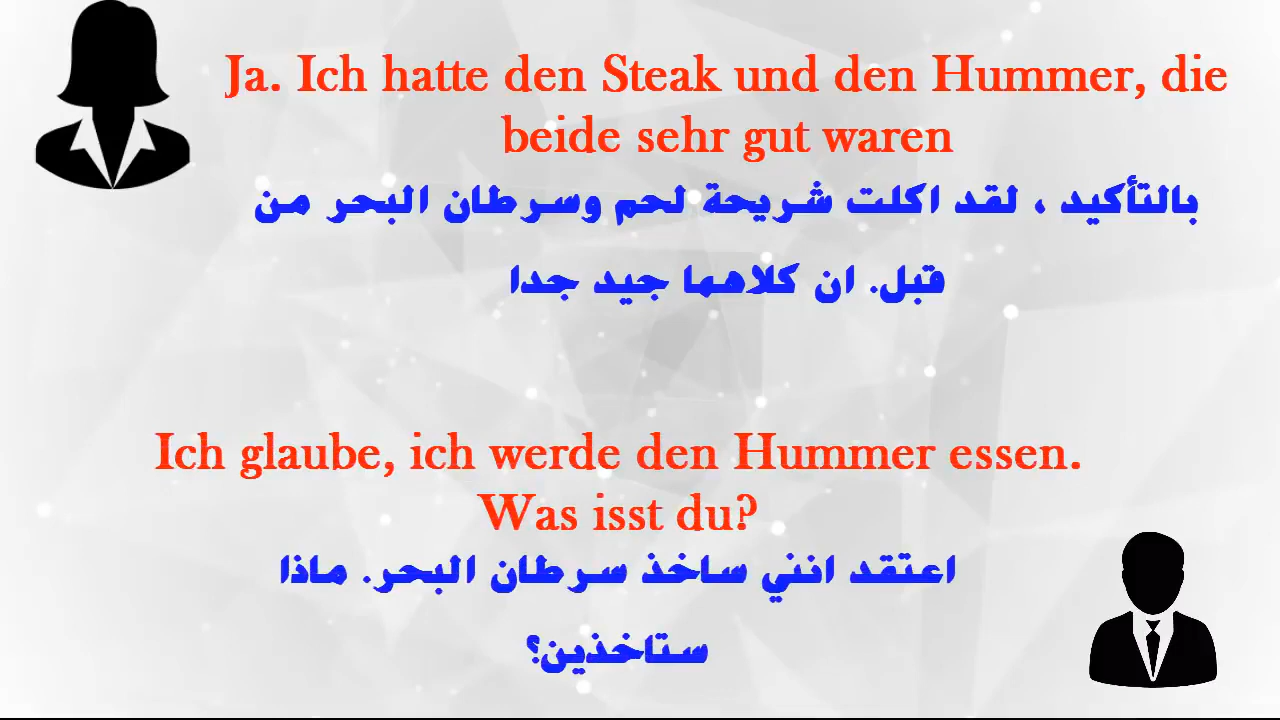 Ja. Ich hatte den Steak und den Hummer, die
beide sehr gut waren
بالتأكيد ، لقد اكلت شريحة لحم وسرطان البحر من
قبل. ان كلاهما جيد جدا
Ich glaube, ich werde den Hummer essen.
Was isst du?
اعتقد انني ساخذ سرطان البحر. ماذا
ستاخذين؟